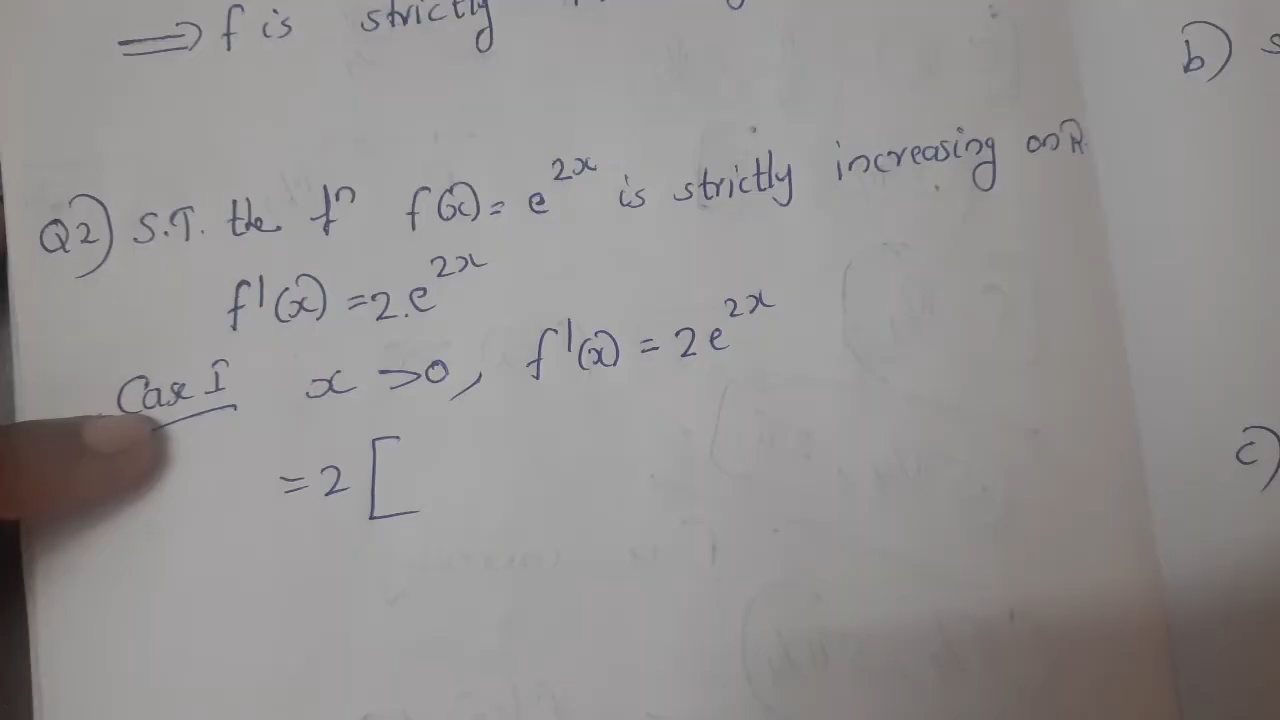 ⟹ f is strictly
b)
Q2) S.T. the fⁿ f(x) = e^{2x} is strictly increasing on R.
f'(x) = 2.e^{2x}
Case I x > 0, f'(x) = 2e^{2x}
= 2 [
c)